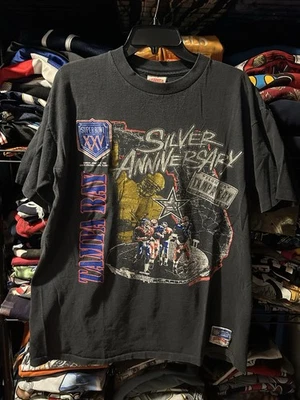 SUPER BOWL
XXV
SILVER
ANNIVERSARY
TAMPA BAY